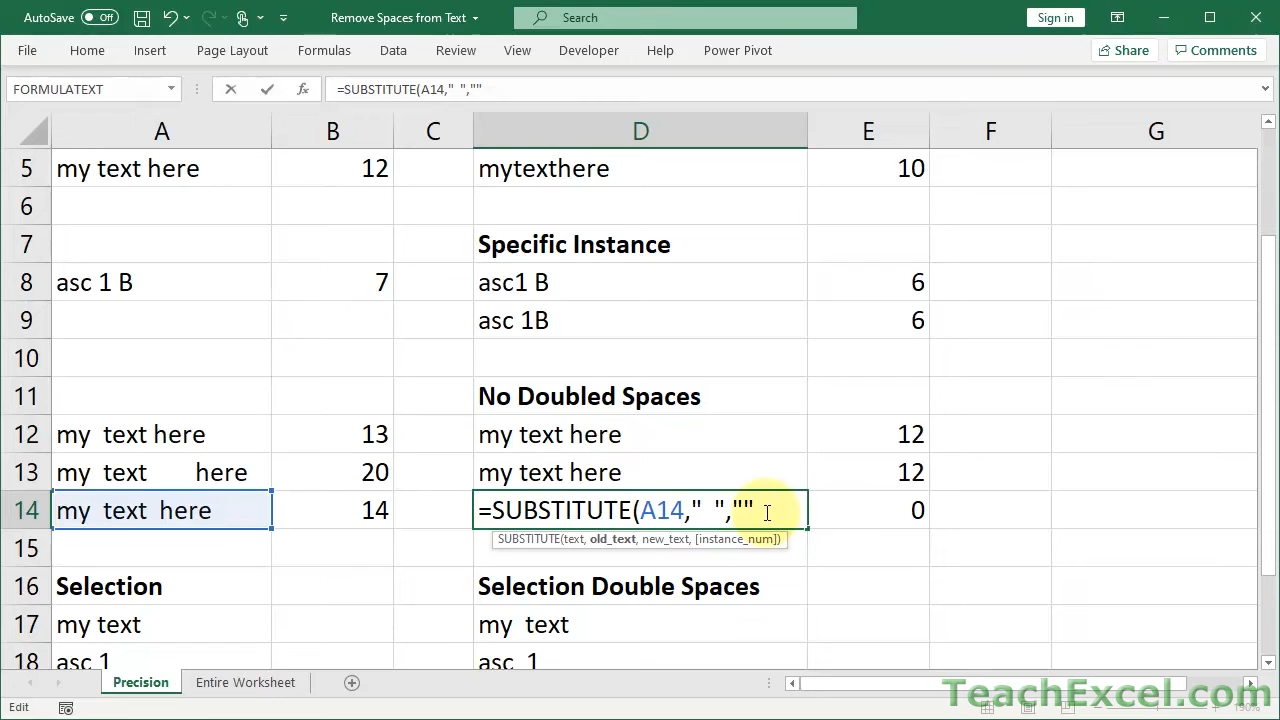 AutoSave Off
Remove Spaces from Text
Search
Sign in
File Home Insert Page Layout Formulas Data Review View Developer Help Power Pivot Share Comments
FORMULATEXT fx =SUBSTITUTE(A14,"  ",""
A B C D E F G
5 my text here 12 mytexthere 10
6
7 Specific Instance
8 asc 1 B 7 asc1 B 6
9 asc 1B 6
10
11 No Doubled Spaces
12 my  text here 13 my text here 12
13 my  text        here 20 my text here 12
14 my  text  here 14 =SUBSTITUTE(A14,"  ","" 0
SUBSTITUTE(text, old_text, new_text, [instance_num])
15
16 Selection Selection Double Spaces
17 my text my  text
18 asc 1 asc  1
Precision Entire Worksheet
TeachExcel.com
Edit 190%